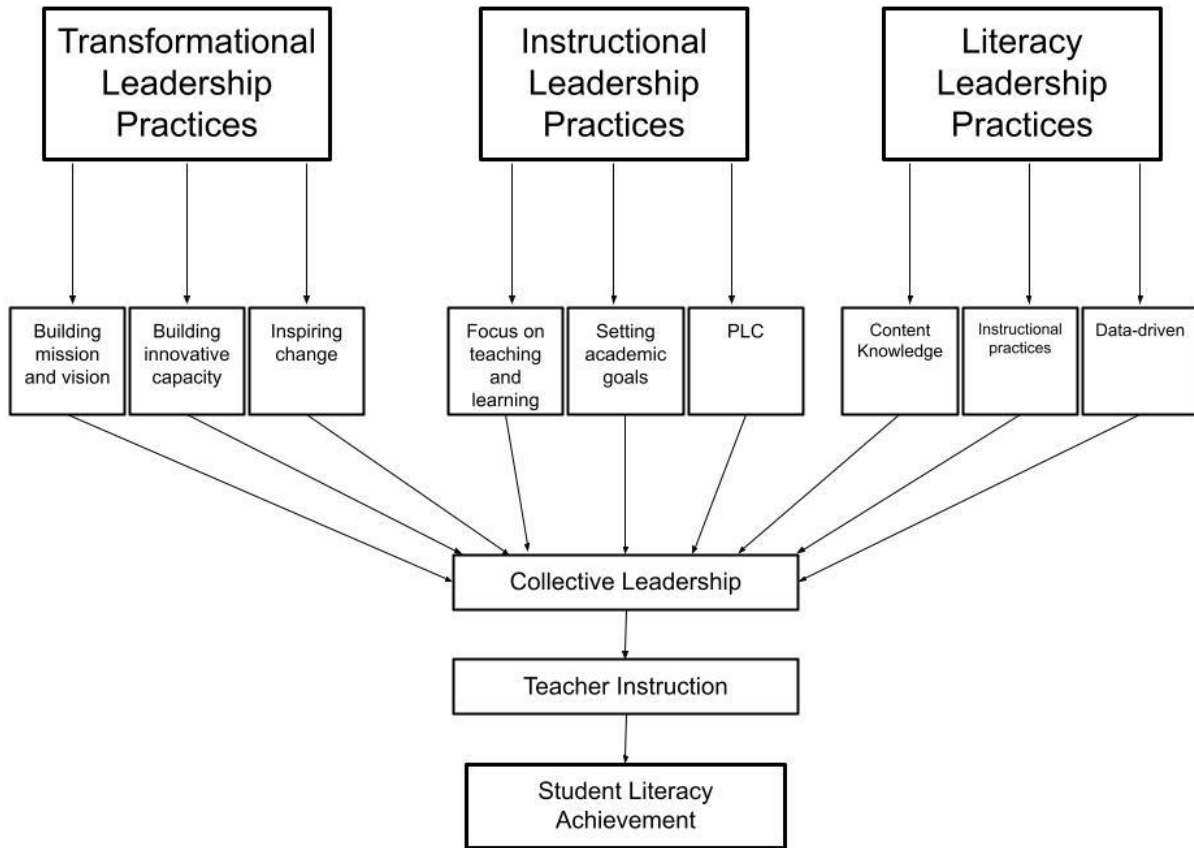 Transformational
Leadership
Practices
Instructional
Leadership
Practices
Literacy
Leadership
Practices
Building
mission
and vision
Building
innovative
capacity
Inspiring
change
Focus on
teaching
and
learning
Setting
academic
goals
PLC
Content
Knowledge
Instructional
practices
Data-driven
Collective Leadership
Teacher Instruction
Student Literacy
Achievement